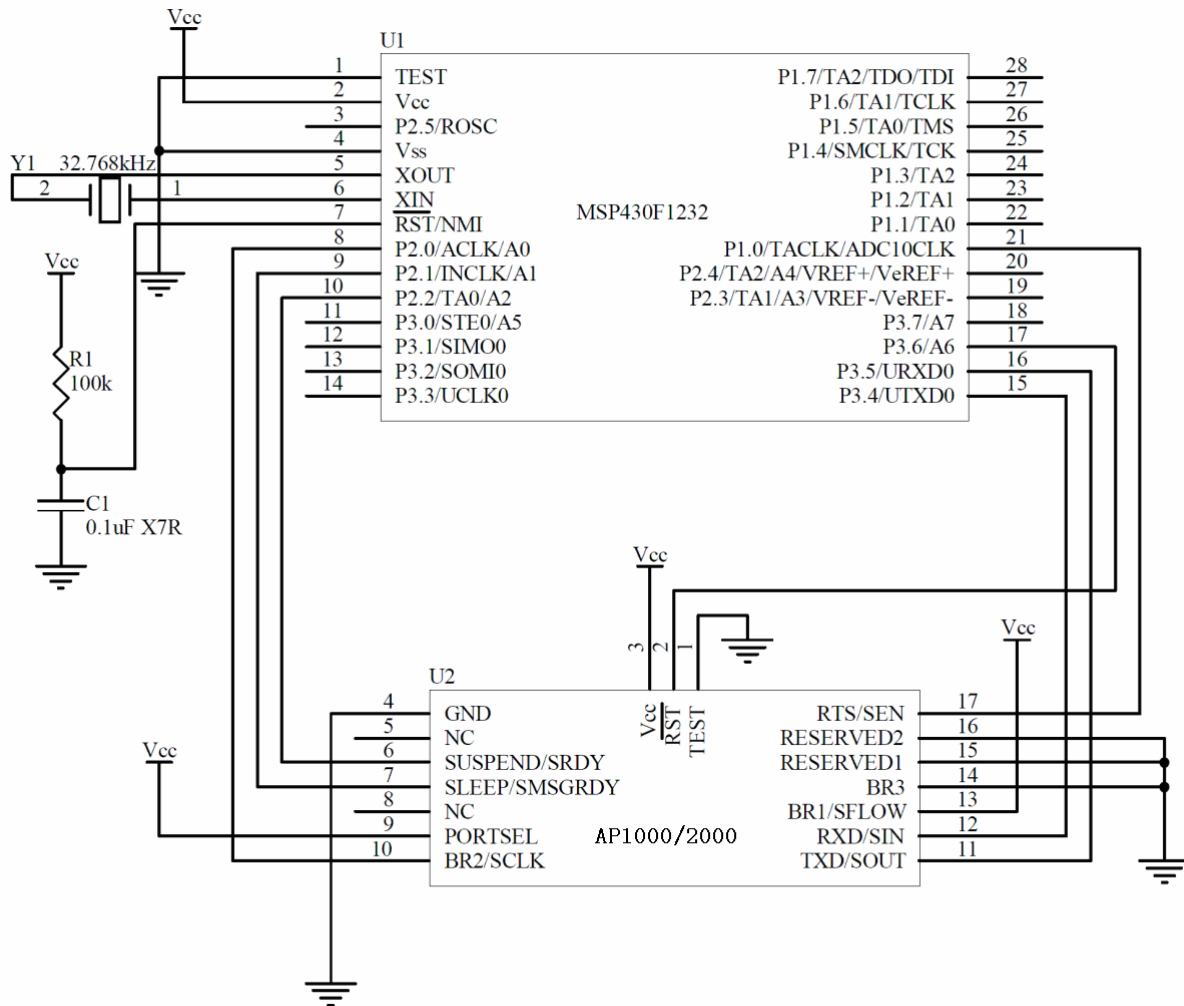 Vcc
U1
1 TEST P1.7/TA2/TDO/TDI 28
2 Vcc P1.6/TA1/TCLK 27
3 P2.5/ROSC P1.5/TA0/TMS 26
4 Vss P1.4/SMCLK/TCK 25
Y1 32.768kHz 5 XOUT P1.3/TA2 24
2 1 6 XIN P1.2/TA1 23
MSP430F1232
7 RST/NMI P1.1/TA0 22
8 P2.0/ACLK/A0 P1.0/TACLK/ADC10CLK 21
Vcc 9 P2.1/INCLK/A1 P2.4/TA2/A4/VREF+/VeREF+ 20
10 P2.2/TA0/A2 P2.3/TA1/A3/VREF-/VeREF- 19
11 P3.0/STE0/A5 P3.7/A7 18
12 P3.1/SIMO0 P3.6/A6 17
R1
13 P3.2/SOMI0 P3.5/URXD0 16
100k
14 P3.3/UCLK0 P3.4/UTXD0 15
C1
0.1uF X7R
Vcc
Vcc
3 2 1
U2
Vcc RST TEST
4 GND RTS/SEN 17
5 NC RESERVED2 16
Vcc
6 SUSPEND/SRDY RESERVED1 15
7 SLEEP/SMSGRDY BR3 14
8 NC BR1/SFLOW 13
9 PORTSEL AP1000/2000 RXD/SIN 12
10 BR2/SCLK TXD/SOUT 11